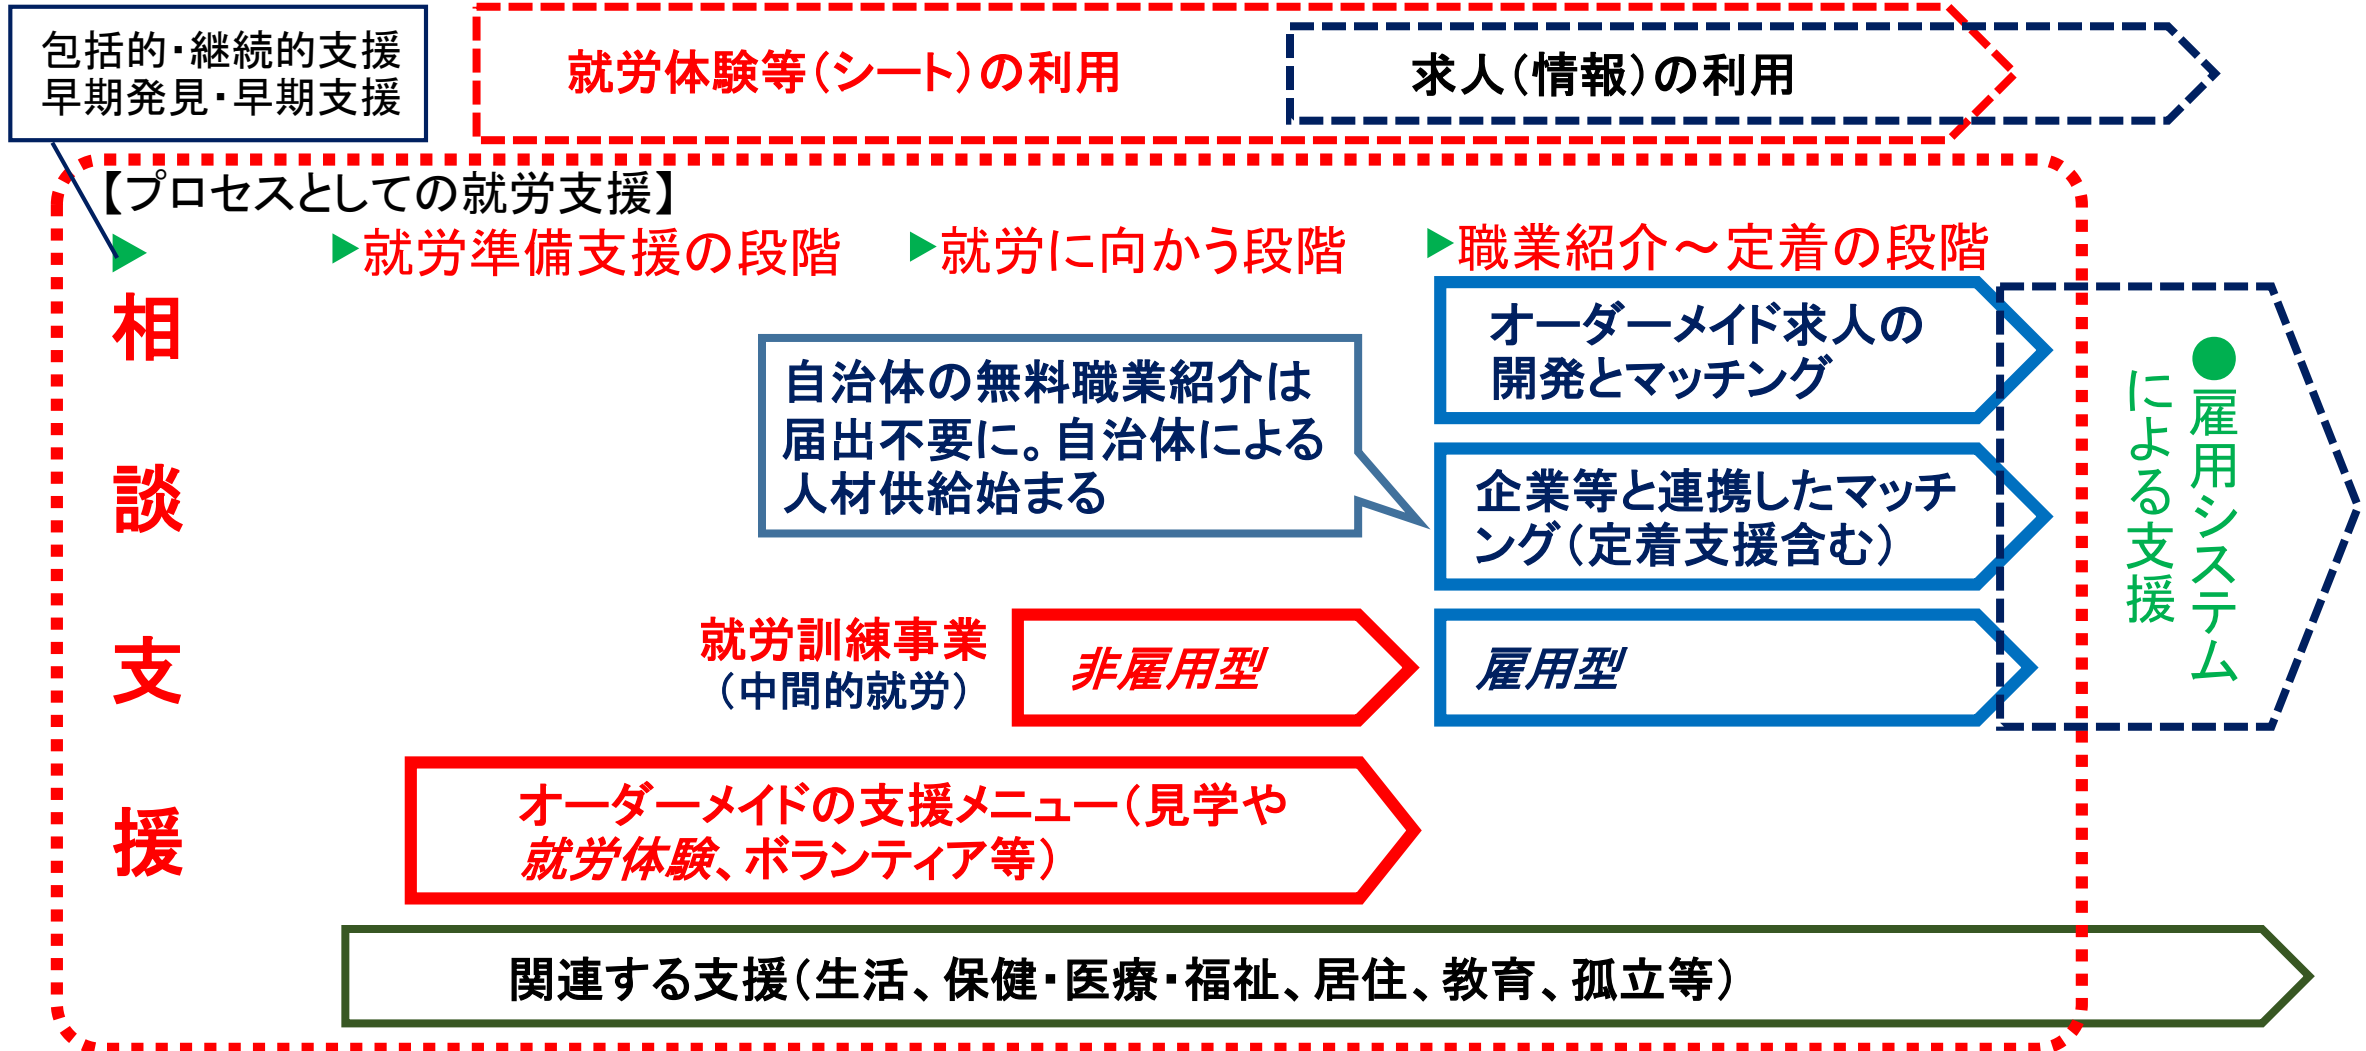 包括的・継続的支援
早期発見・早期支援
就労体験等（シート）の利用
求人（情報）の利用
【プロセスとしての就労支援】
就労準備支援の段階
就労に向かう段階
職業紹介～定着の段階
相談支援
オーダーメイド求人の
開発とマッチング
自治体の無料職業紹介は
届出不要に。自治体による
人材供給始まる
企業等と連携したマッチ
ング（定着支援含む）
●雇用システム
による支援
就労訓練事業
（中間的就労）
非雇用型
雇用型
オーダーメイドの支援メニュー（見学や
就労体験、ボランティア等）
関連する支援（生活、保健・医療・福祉、居住、教育、孤立等）